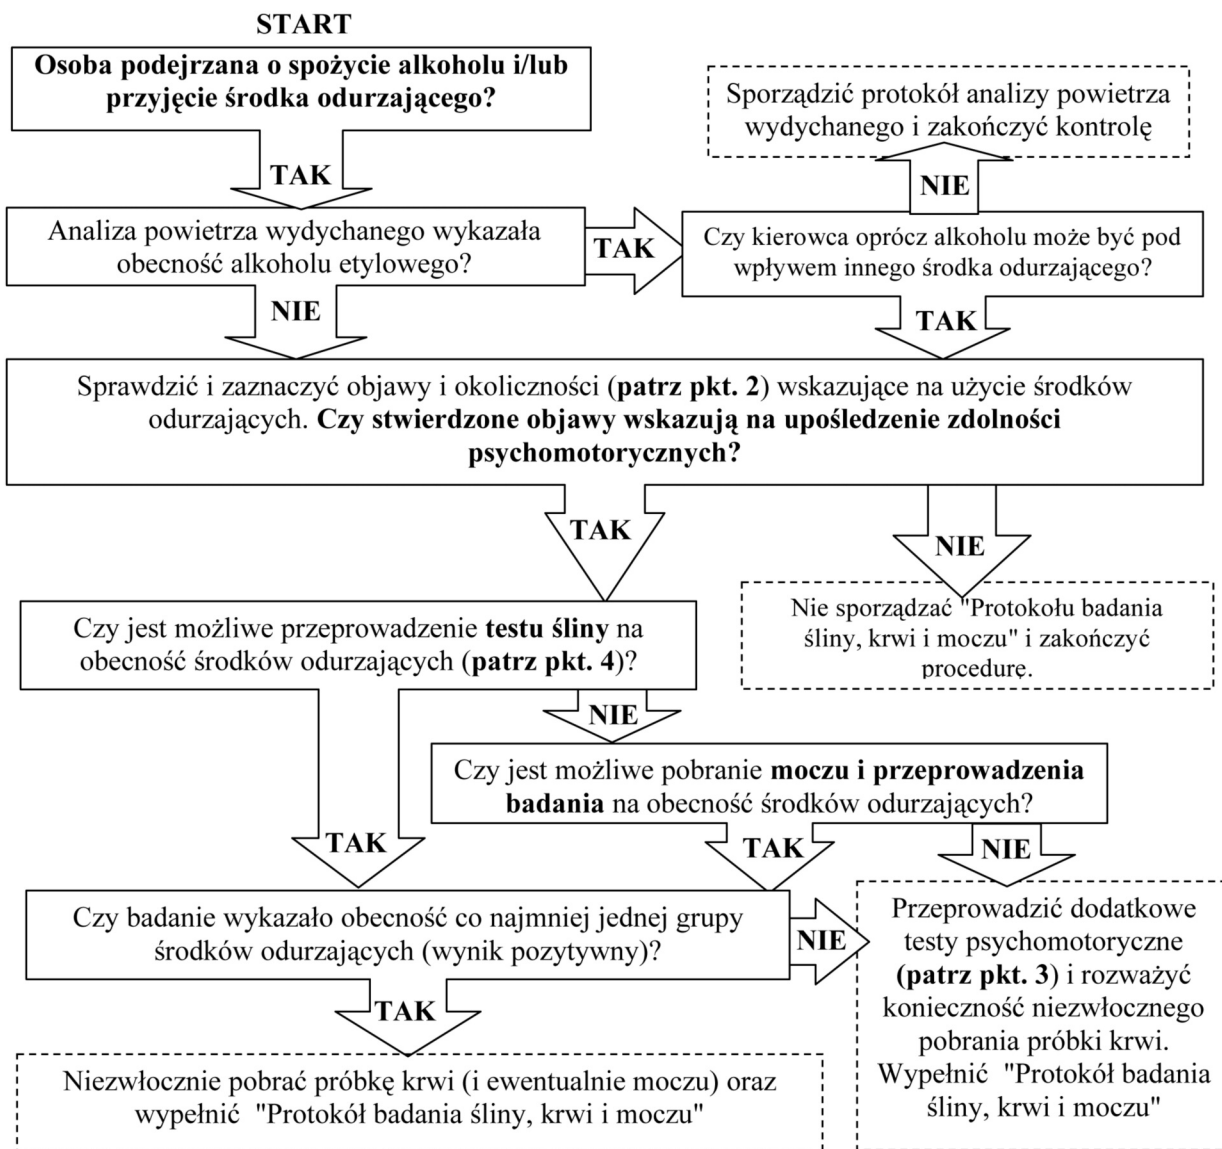 START
Osoba podejrzana o spożycie alkoholu i/lub
przyjęcie środka odurzającego?
Sporządzić protokół analizy powietrza
wydychanego i zakończyć kontrolę
TAK
NIE
Analiza powietrza wydychanego wykazała
obecność alkoholu etylowego?
TAK
Czy kierowca oprócz alkoholu może być pod
wpływem innego środka odurzającego?
NIE
TAK
Sprawdzić i zaznaczyć objawy i okoliczności (patrz pkt. 2) wskazujące na użycie środków
odurzających. Czy stwierdzone objawy wskazują na upośledzenie zdolności
psychomotorycznych?
TAK
NIE
Czy jest możliwe przeprowadzenie testu śliny na
obecność środków odurzających (patrz pkt. 4)?
Nie sporządzać "Protokołu badania
śliny, krwi i moczu" i zakończyć
procedurę.
NIE
Czy jest możliwe pobranie moczu i przeprowadzenia
badania na obecność środków odurzających?
TAK
TAK
NIE
Czy badanie wykazało obecność co najmniej jednej grupy
środków odurzających (wynik pozytywny)?
NIE
Przeprowadzić dodatkowe
testy psychomotoryczne
(patrz pkt. 3) i rozważyć
konieczność niezwłocznego
pobrania próbki krwi.
Wypełnić "Protokół badania
śliny, krwi i moczu"
TAK
Niezwłocznie pobrać próbkę krwi (i ewentualnie moczu) oraz
wypełnić "Protokół badania śliny, krwi i moczu"